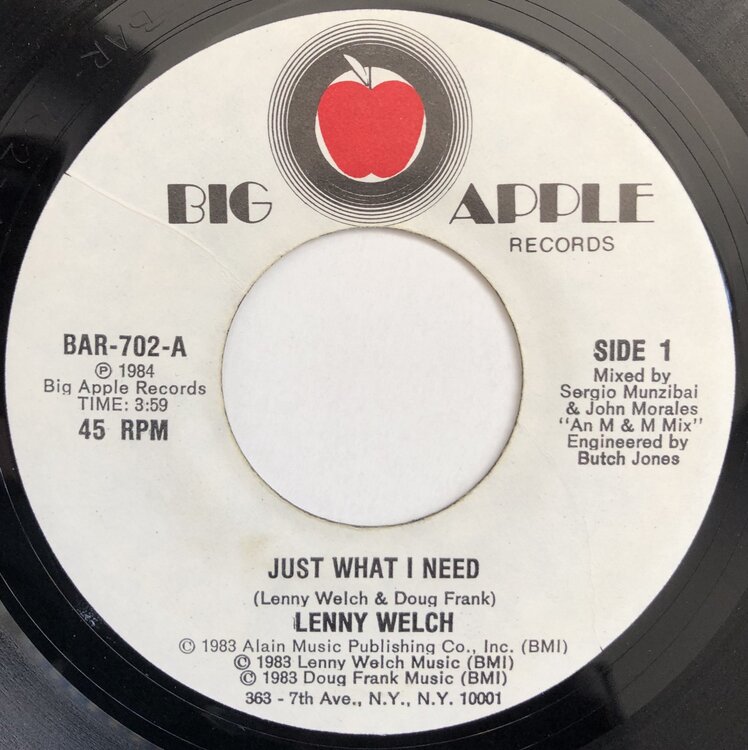 BIG APPLE
RECORDS
BAR-702-A
℗ 1984
Big Apple Records
TIME: 3:59
45 RPM
SIDE 1
Mixed by
Sergio Munzibai
& John Morales
"An M & M Mix"
Engineered by
Butch Jones
JUST WHAT I NEED
(Lenny Welch & Doug Frank)
LENNY WELCH
© 1983 Alain Music Publishing Co., Inc. (BMI)
© 1983 Lenny Welch Music (BMI)
© 1983 Doug Frank Music (BMI)
363 - 7th Ave., N.Y., N.Y. 10001